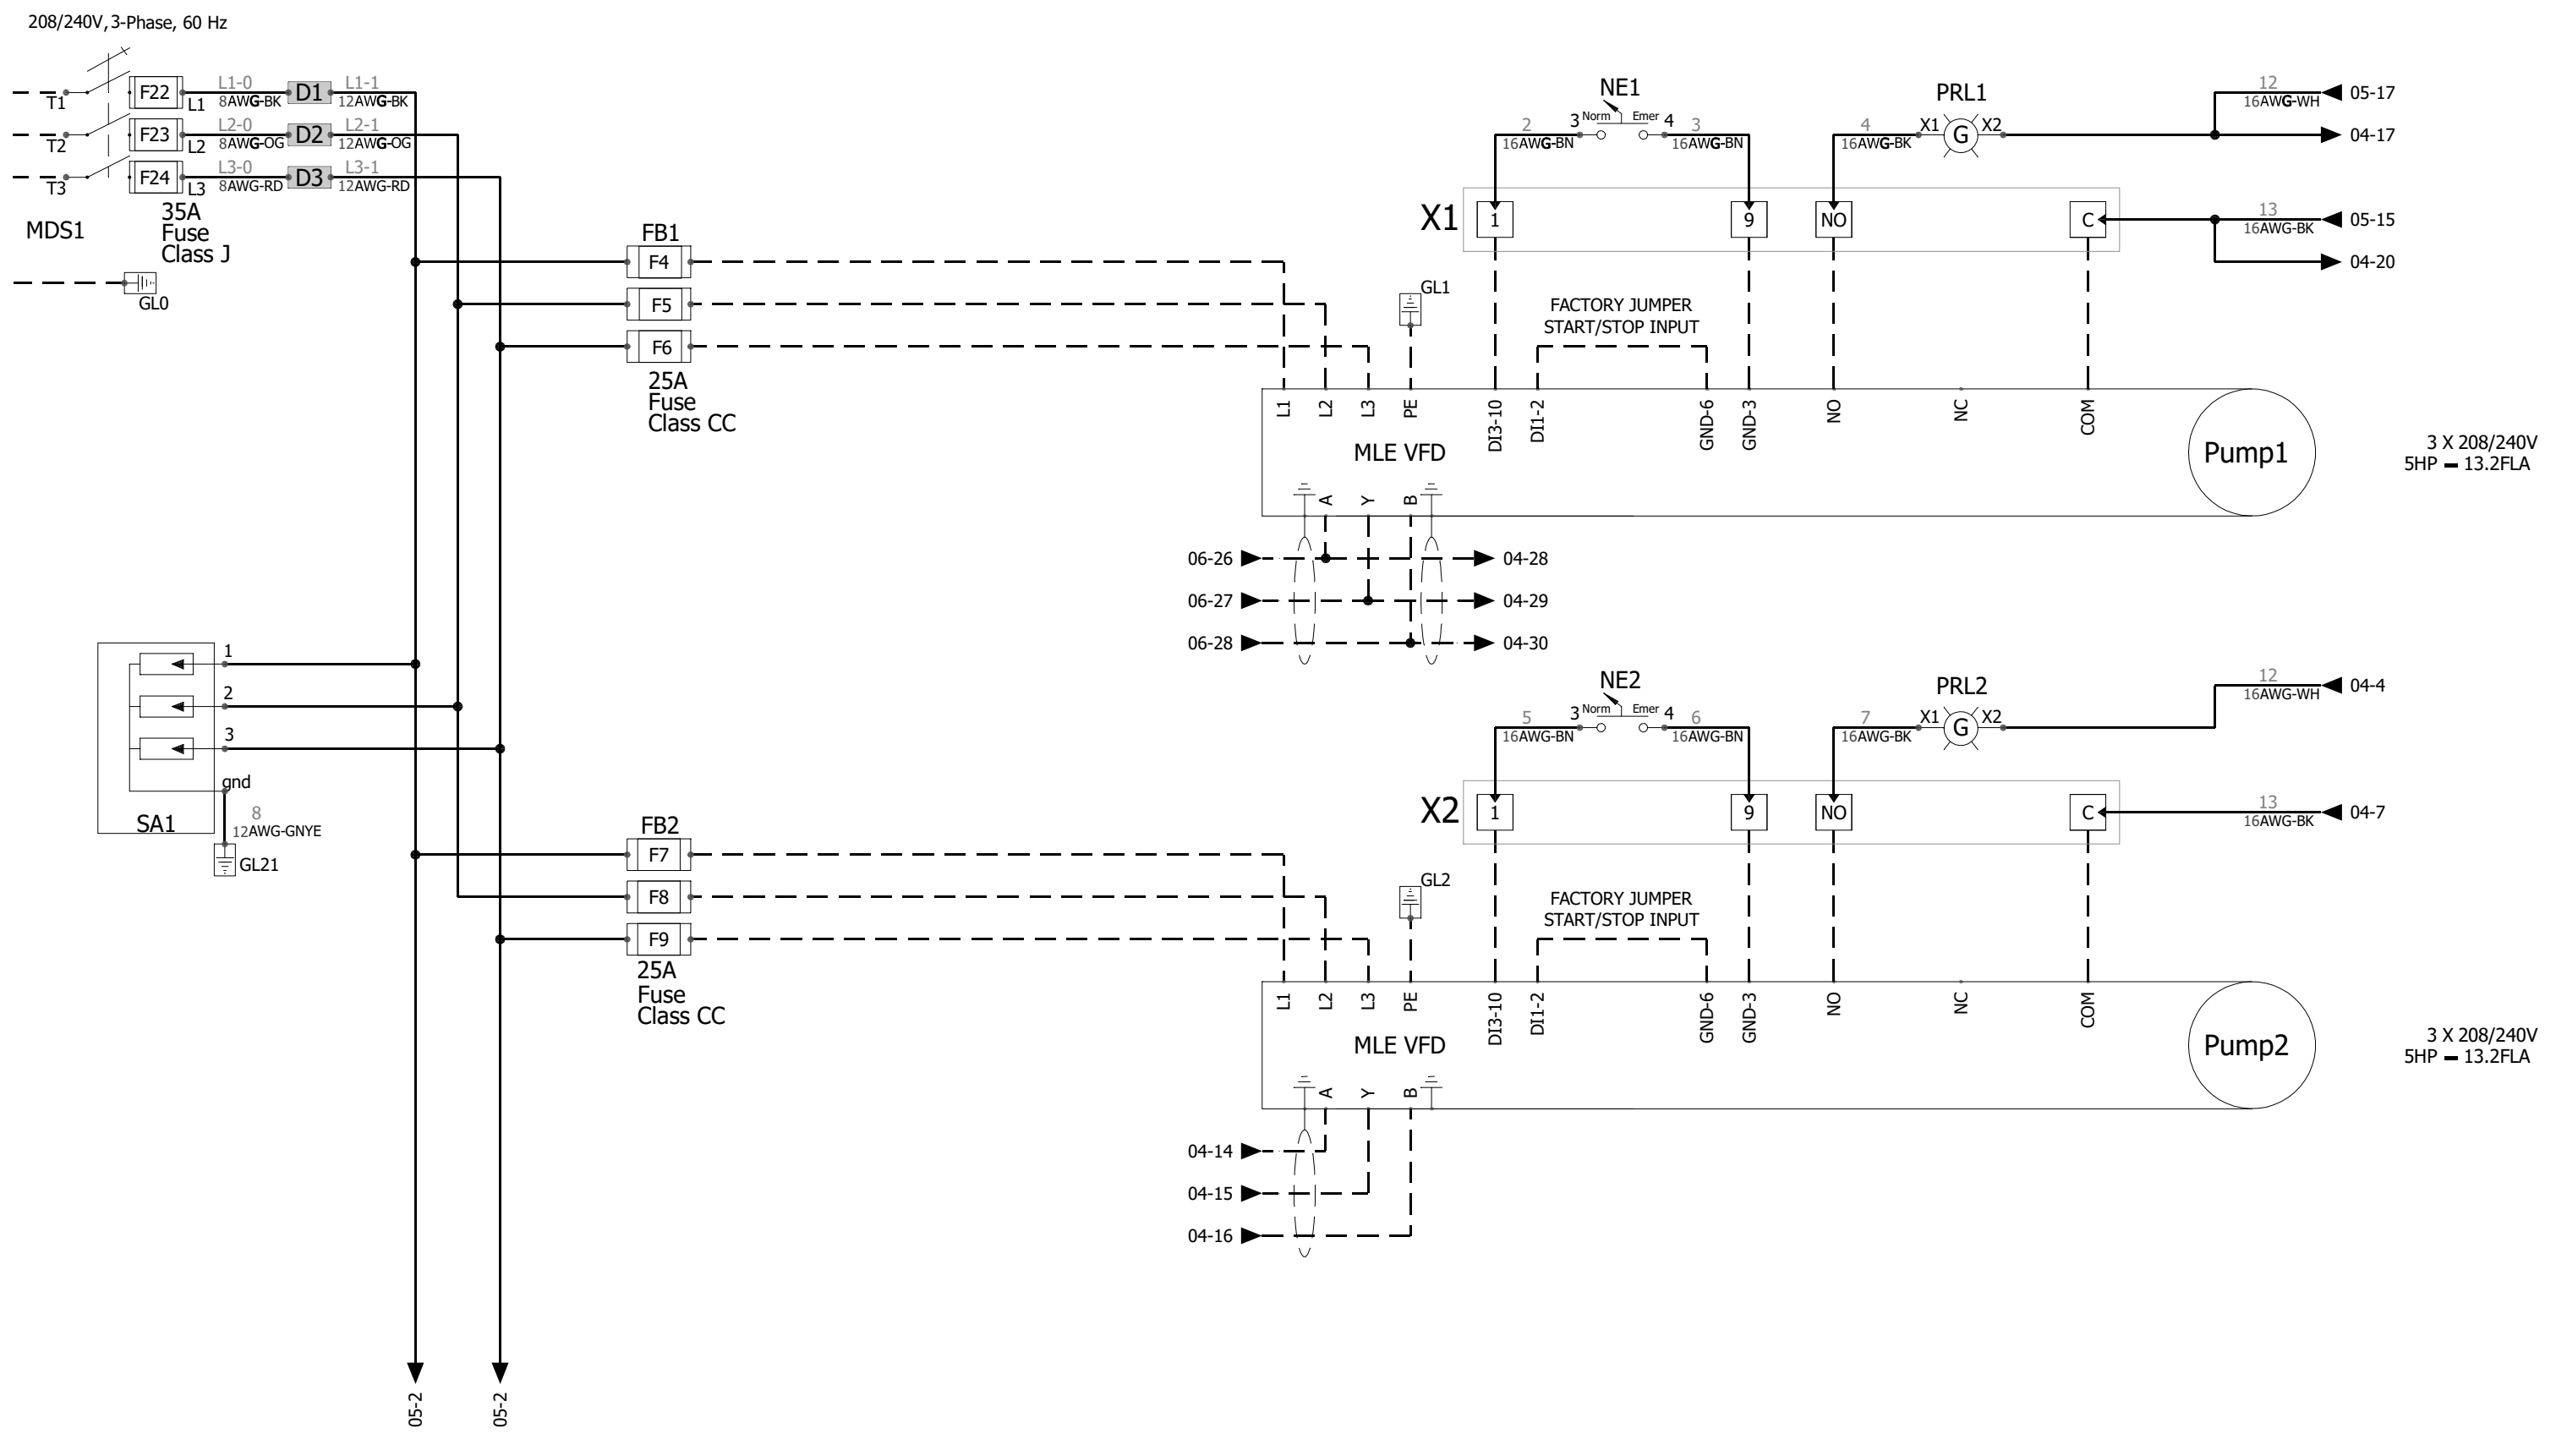 208/240V, 3-Phase, 60 Hz
T1
F22
L1
L1-0
8AWG-BK
D1
L1-1
12AWG-BK
T2
F23
L2
L2-0
8AWG-OG
D2
L2-1
12AWG-OG
T3
F24
L3
L3-0
8AWG-RD
D3
L3-1
12AWG-RD
MDS1
35A
Fuse
Class J
GL0
FB1
F4
F5
F6
25A
Fuse
Class CC
NE1
2
16AWG-BN
3
Norm
Emer
4
3
16AWG-BN
PRL1
4
16AWG-BK
X1
G
X2
12
16AWG-WH
05-17
04-17
X1
1
9
NO
C
13
16AWG-BK
05-15
04-20
GL1
FACTORY JUMPER
START/STOP INPUT
L1
L2
L3
PE
DI3-10
DI1-2
GND-6
GND-3
NO
NC
COM
MLE VFD
Pump1
3 X 208/240V
5HP = 13.2FLA
A
Y
B
06-26
04-28
06-27
04-29
06-28
04-30
1
2
3
gnd
SA1
8
12AWG-GNYE
GL21
FB2
F7
F8
F9
25A
Fuse
Class CC
NE2
5
16AWG-BN
3
Norm
Emer
4
6
16AWG-BN
PRL2
7
16AWG-BK
X1
G
X2
12
16AWG-WH
04-4
X2
1
9
NO
C
13
16AWG-BK
04-7
GL2
FACTORY JUMPER
START/STOP INPUT
L1
L2
L3
PE
DI3-10
DI1-2
GND-6
GND-3
NO
NC
COM
MLE VFD
Pump2
3 X 208/240V
5HP = 13.2FLA
A
Y
B
04-14
04-15
04-16
05-2
05-2